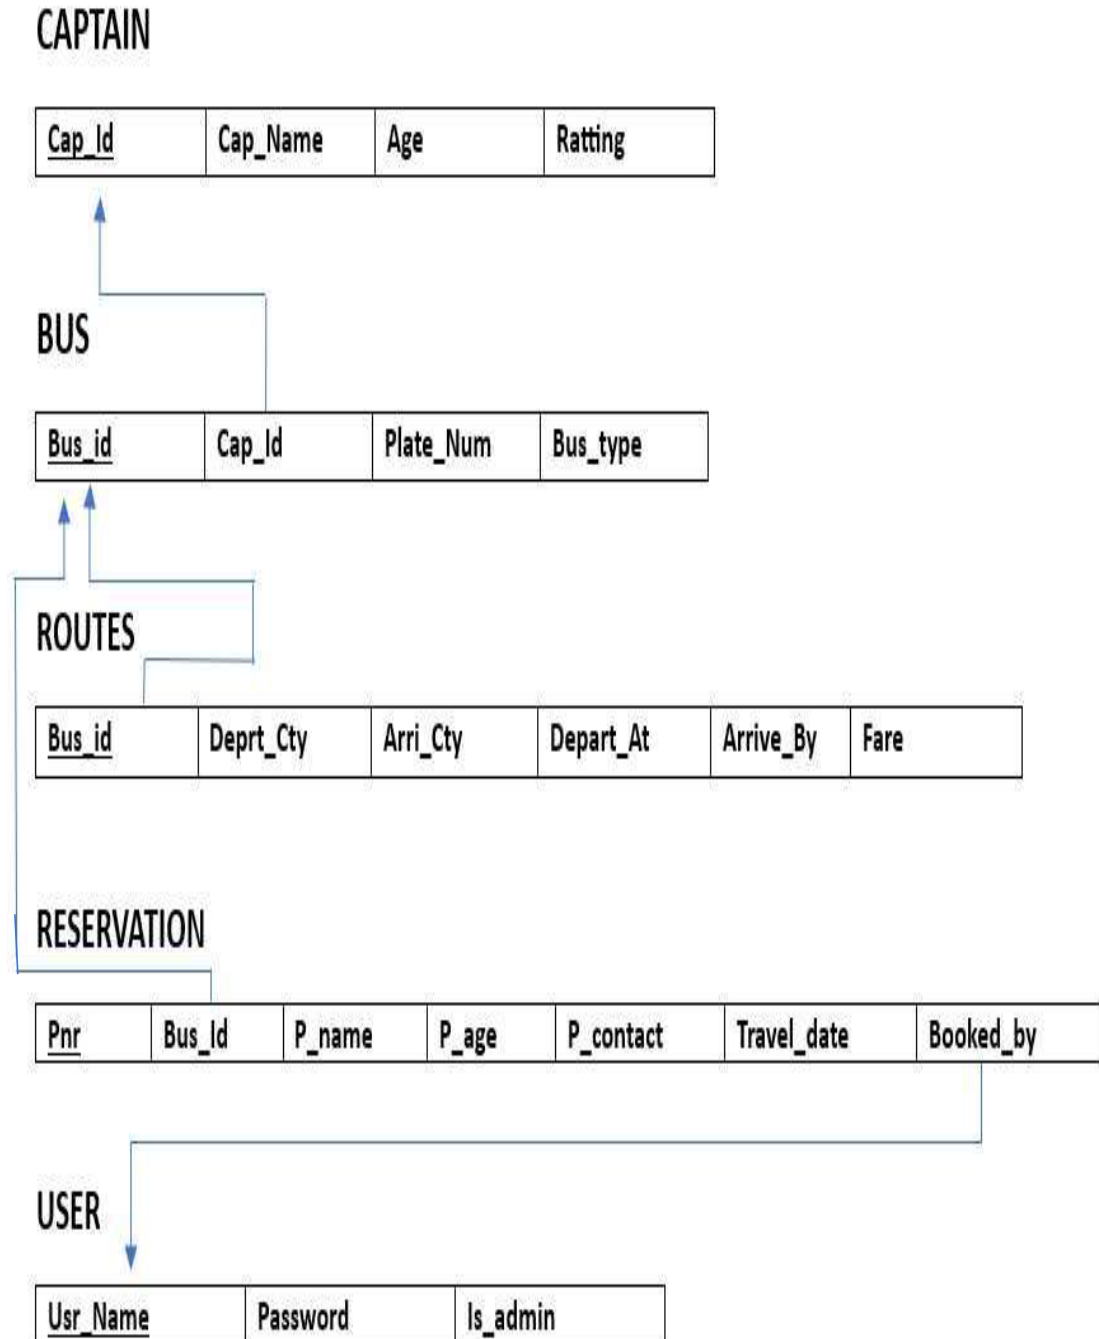 CAPTAIN
Cap_Id Cap_Name Age Ratting
BUS
Bus_id Cap_Id Plate_Num Bus_type
ROUTES
Bus_id Deprt_Cty Arri_Cty Depart_At Arrive_By Fare
RESERVATION
Pnr Bus_Id P_name P_age P_contact Travel_date Booked_by
USER
Usr_Name Password Is_admin